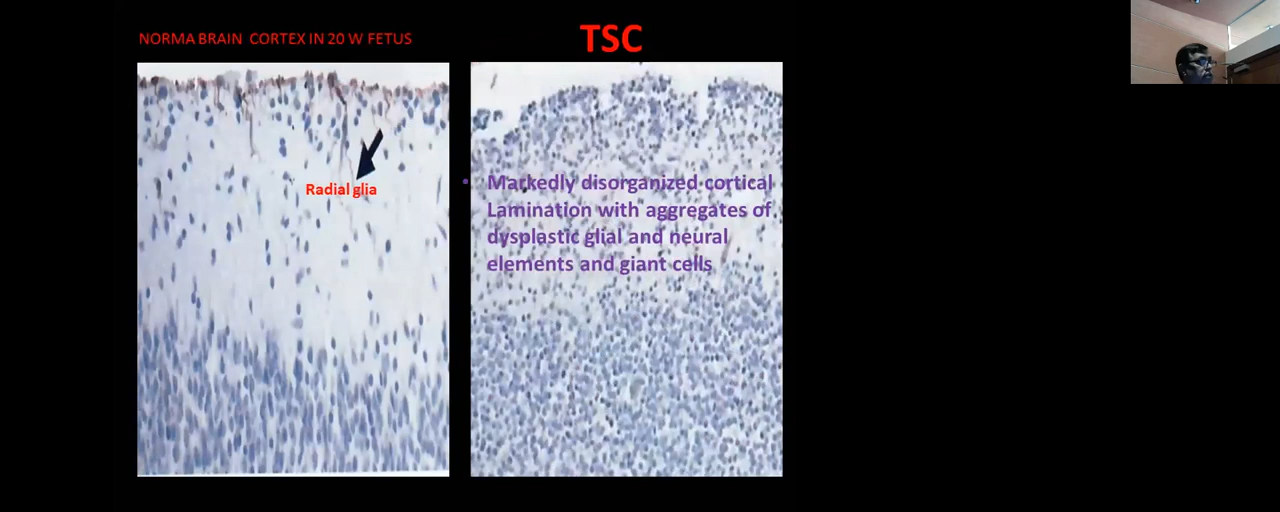 NORMA BRAIN CORTEX IN 20 W FETUS
TSC
Radial glia
• Markedly disorganized cortical
Lamination with aggregates of
dysplastic glial and neural
elements and giant cells